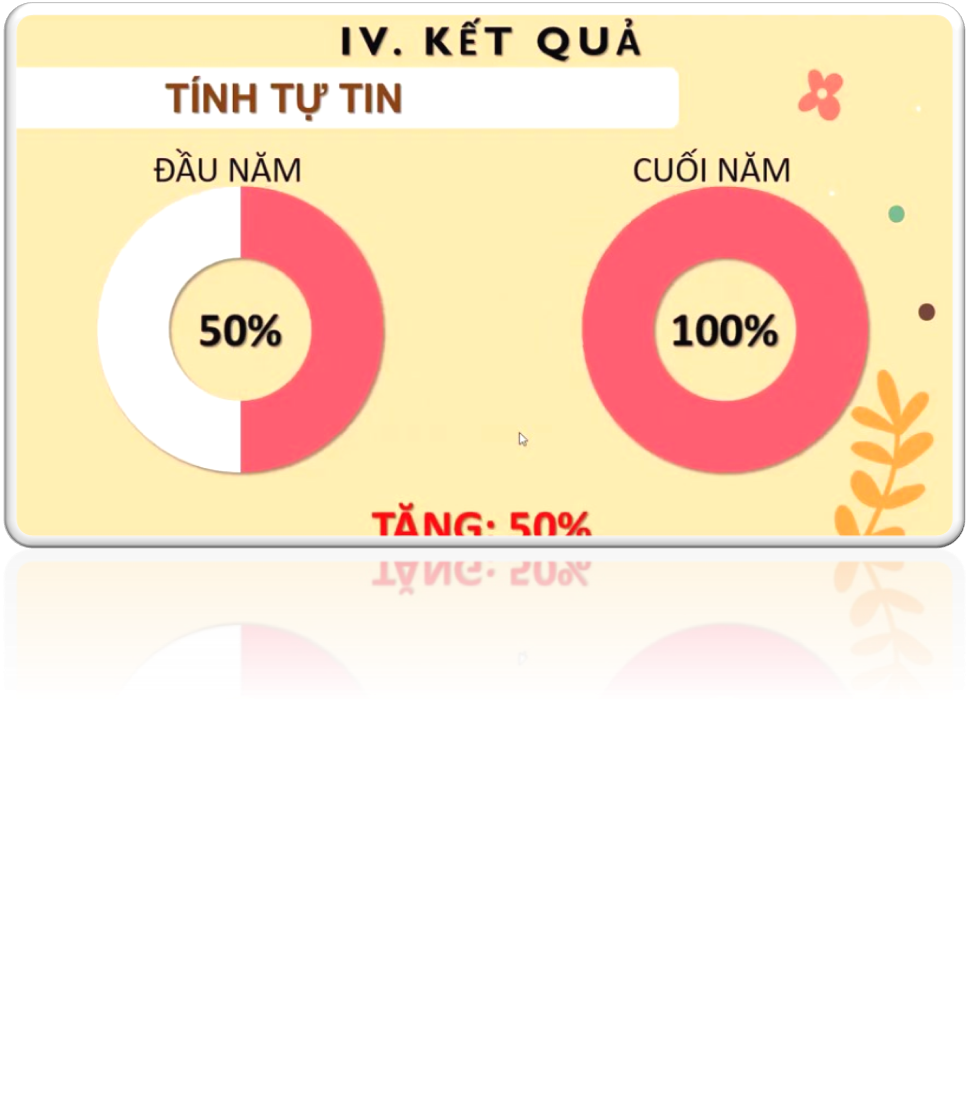 IV. KẾT QUẢ
TÍNH TỰ TIN
ĐẦU NĂM
CUỐI NĂM
50%
100%
TĂNG: 50%